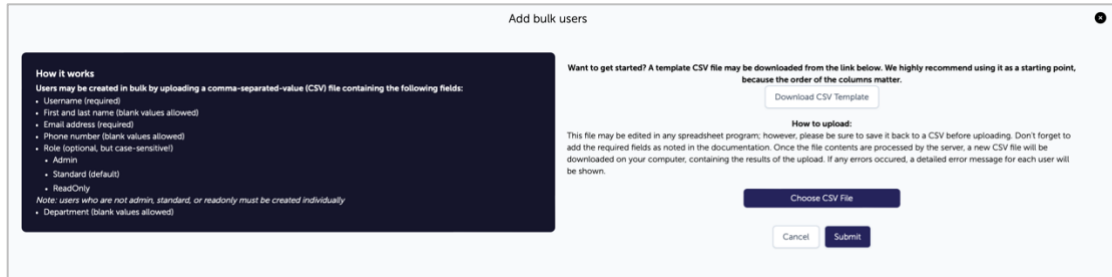 Add bulk users
How it works
Users may be created in bulk by uploading a comma-separated-value (CSV) file containing the following fields:
• Username (required)
• First and last name (blank values allowed)
• Email address (required)
• Phone number (blank values allowed)
• Role (optional, but case-sensitive!)
• Admin
• Standard (default)
• ReadOnly
Note: users who are not admin, standard, or readonly must be created individually
• Department (blank values allowed)
Want to get started? A template CSV file may be downloaded from the link below. We highly recommend using it as a starting point,
because the order of the columns matter.
Download CSV Template
How to upload:
This file may be edited in any spreadsheet program; however, please be sure to save it back to a CSV before uploading. Don't forget to
add the required fields as noted in the documentation. Once the file contents are processed by the server, a new CSV file will be
downloaded on your computer, containing the results of the upload. If any errors occured, a detailed error message for each user will
be shown.
Choose CSV File
Cancel
Submit